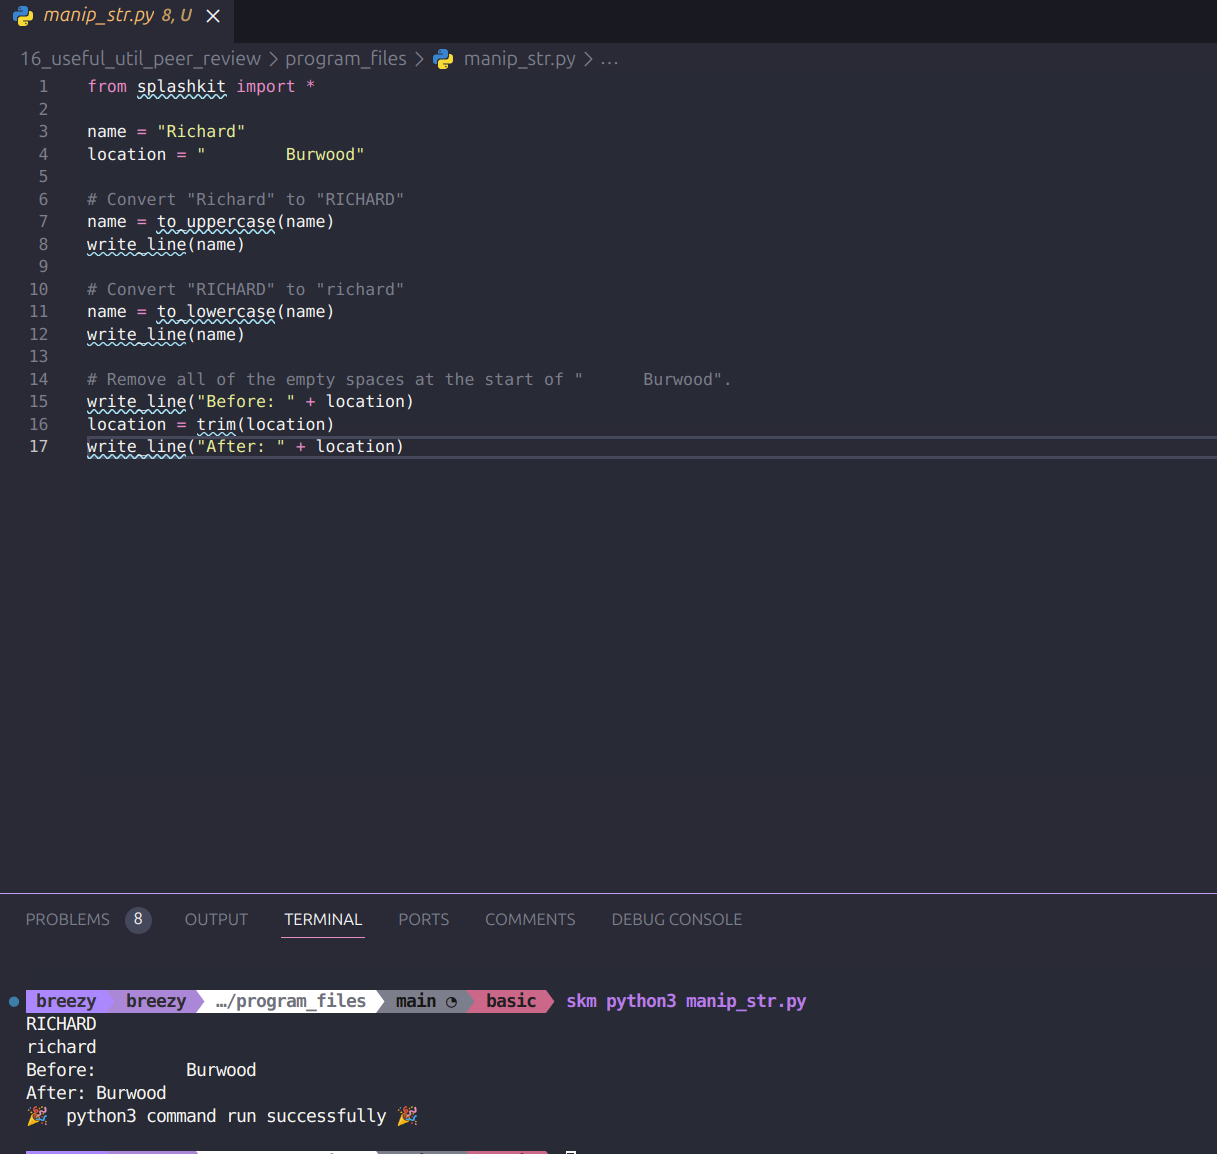 manip_str.py 8, U
16_useful_util_peer_review > program_files > manip_str.py > ...
1 from splashkit import *
2
3 name = "Richard"
4 location = "        Burwood"
5
6 # Convert "Richard" to "RICHARD"
7 name = to_uppercase(name)
8 write_line(name)
9
10 # Convert "RICHARD" to "richard"
11 name = to_lowercase(name)
12 write_line(name)
13
14 # Remove all of the empty spaces at the start of "      Burwood".
15 write_line("Before: " + location)
16 location = trim(location)
17 write_line("After: " + location)
PROBLEMS 8 OUTPUT TERMINAL PORTS COMMENTS DEBUG CONSOLE
breezy breezy …/program_files main basic skm python3 manip_str.py
RICHARD
richard
Before:         Burwood
After: Burwood
🎉 python3 command run successfully 🎉